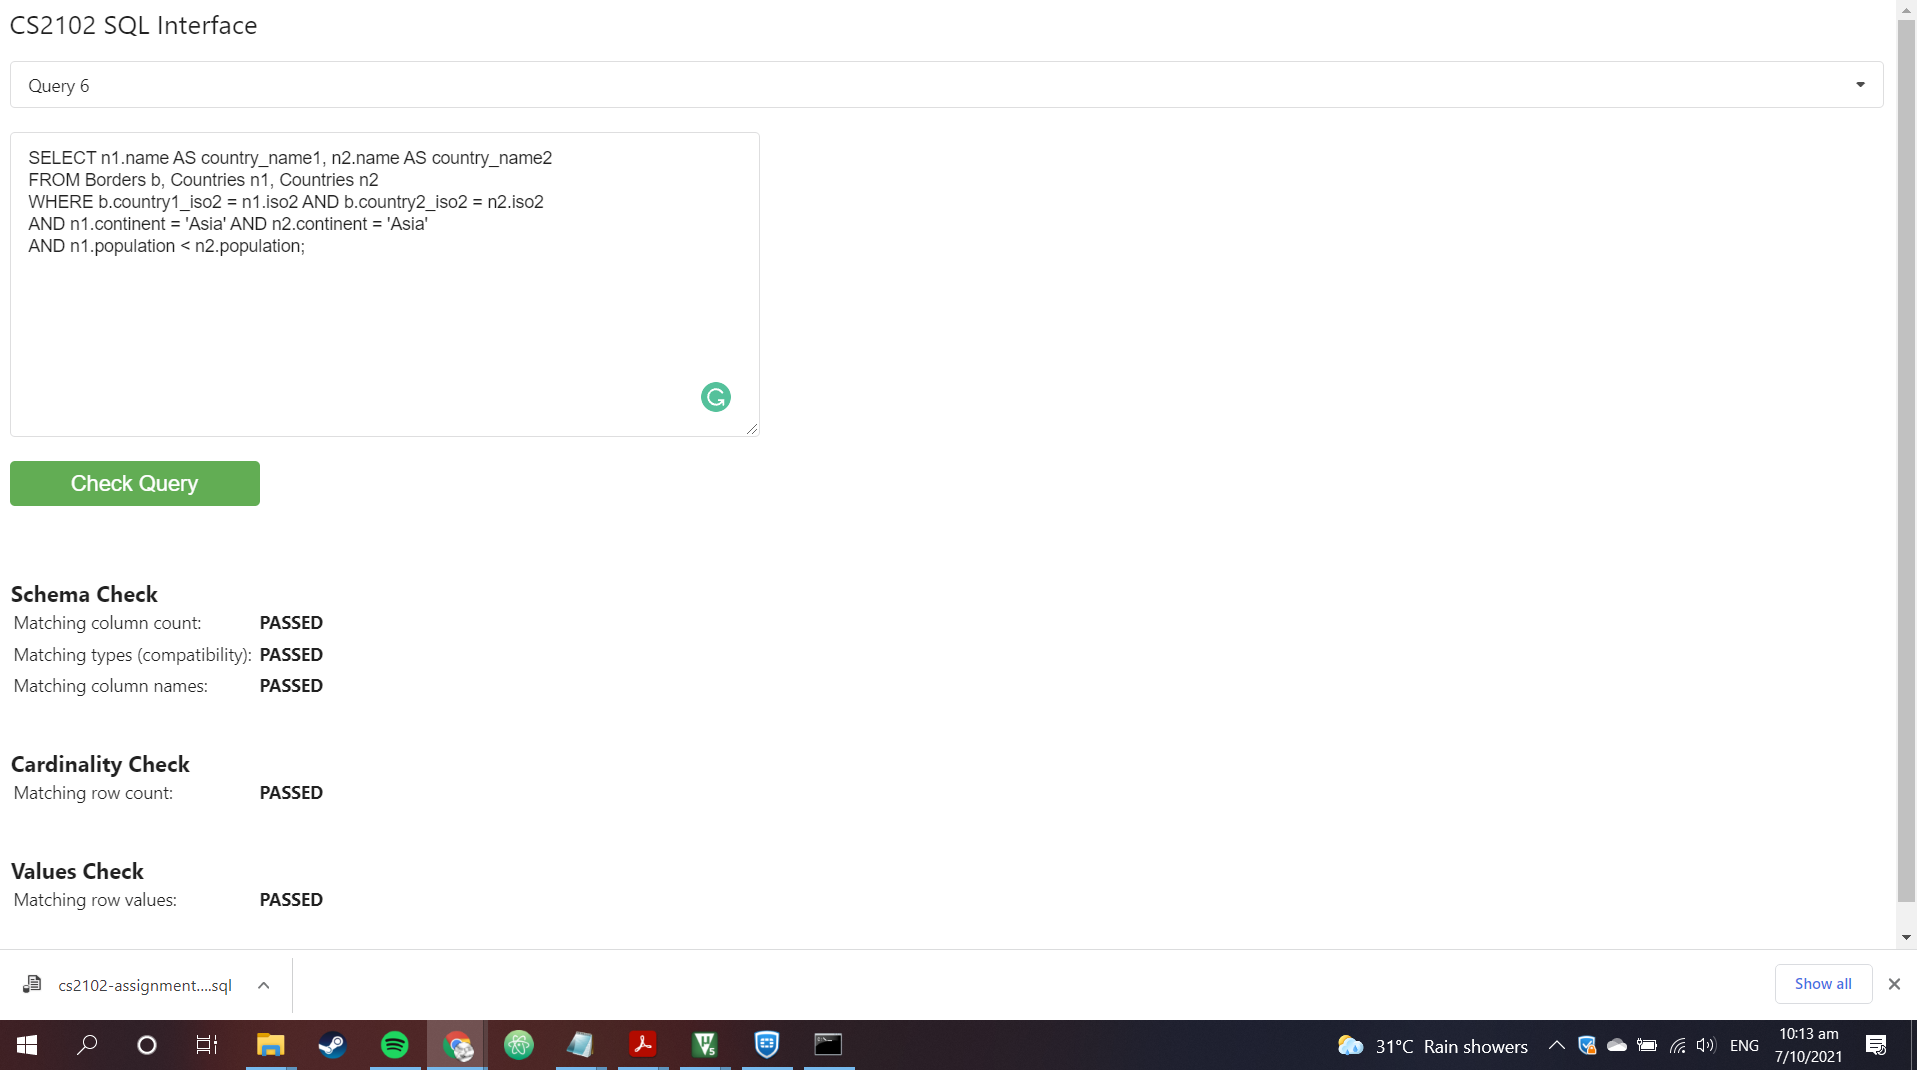 CS2102 SQL Interface
Query 6
SELECT n1.name AS country_name1, n2.name AS country_name2
FROM Borders b, Countries n1, Countries n2
WHERE b.country1_iso2 = n1.iso2 AND b.country2_iso2 = n2.iso2
AND n1.continent = 'Asia' AND n2.continent = 'Asia'
AND n1.population < n2.population;
Check Query
Schema Check
Matching column count: PASSED
Matching types (compatibility): PASSED
Matching column names: PASSED
Cardinality Check
Matching row count: PASSED
Values Check
Matching row values: PASSED
cs2102-assignment....sql
Show all
31°C Rain showers
ENG
10:13 am
7/10/2021